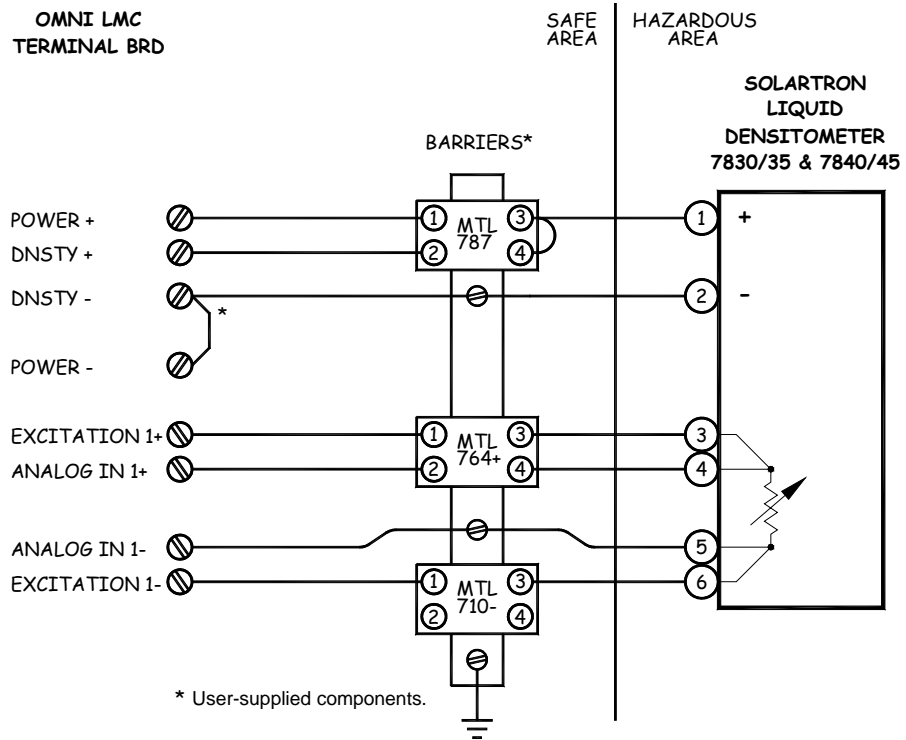 OMNI LMC
TERMINAL BRD
SAFE
AREA
HAZARDOUS
AREA
SOLARTRON
LIQUID
DENSITOMETER
7830/35 & 7840/45
BARRIERS*
POWER +
DNSTY +
DNSTY -
*
POWER -
1
2
MTL
787
3
4
1
+
2
-
EXCITATION 1+
ANALOG IN 1+
1
2
MTL
764+
3
4
3
4
ANALOG IN 1-
EXCITATION 1-
1
2
MTL
710-
3
4
5
6
* User-supplied components.